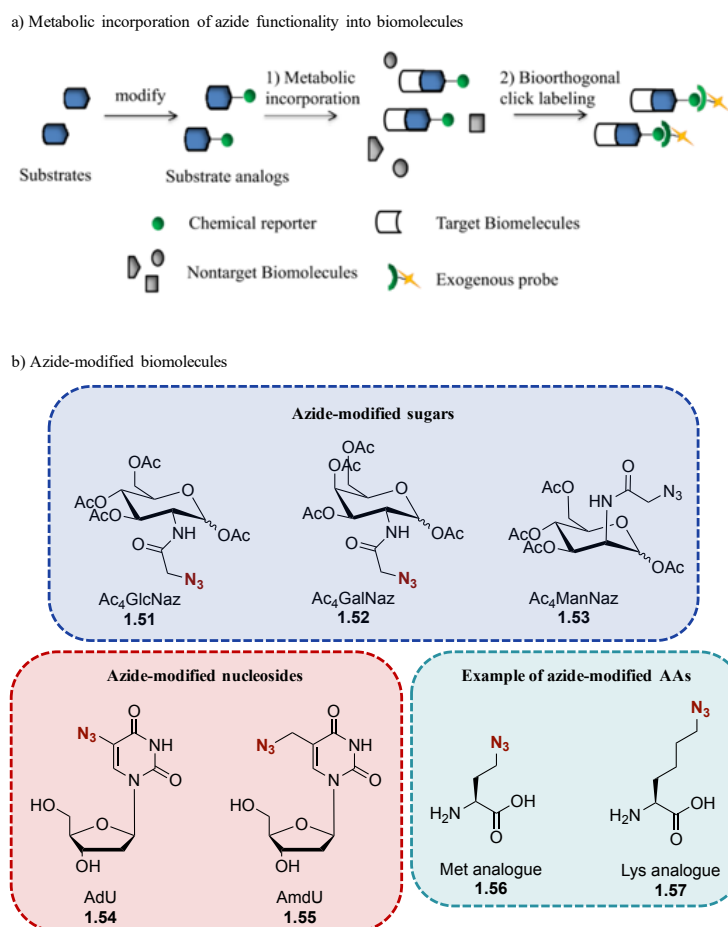 a) Metabolic incorporation of azide functionality into biomolecules
modify
1) Metabolic
incorporation
2) Bioorthogonal
click labeling
Substrates
Substrate analogs
Chemical reporter
Target Biomelecules
Nontarget Biomolecules
Exogenous probe
b) Azide-modified biomolecules
Azide-modified sugars
OAc
O
AcO
AcO
OAc
NH
O
N3
Ac4GlcNaz
1.51
OAc
OAc
O
AcO
OAc
NH
O
N3
Ac4GalNaz
1.52
O
N3
HN
AcO
O
AcO
AcO
OAc
Ac4ManNaz
1.53
Azide-modified nucleosides
O
N3
NH
N
O
HO
O
OH
AdU
1.54
O
N3
NH
N
O
HO
O
OH
AmdU
1.55
Example of azide-modified AAs
N3
H2N
OH
O
Met analogue
1.56
N3
H2N
OH
O
Lys analogue
1.57